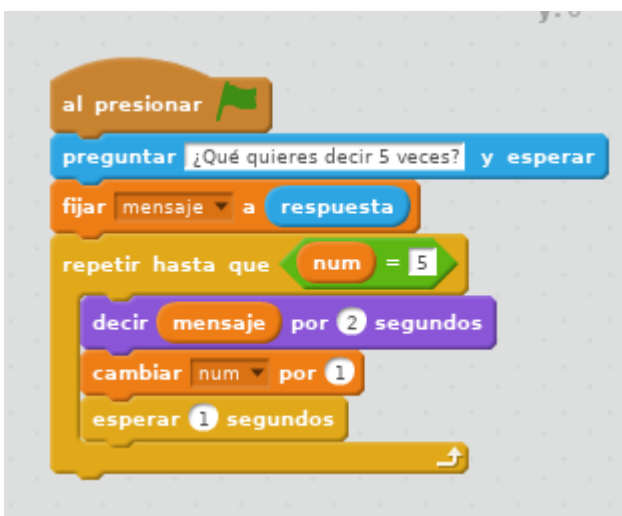 al presionar
preguntar ¿Qué quieres decir 5 veces? y esperar
fijar mensaje a respuesta
repetir hasta que num = 5
decir mensaje por 2 segundos
cambiar num por 1
esperar 1 segundos